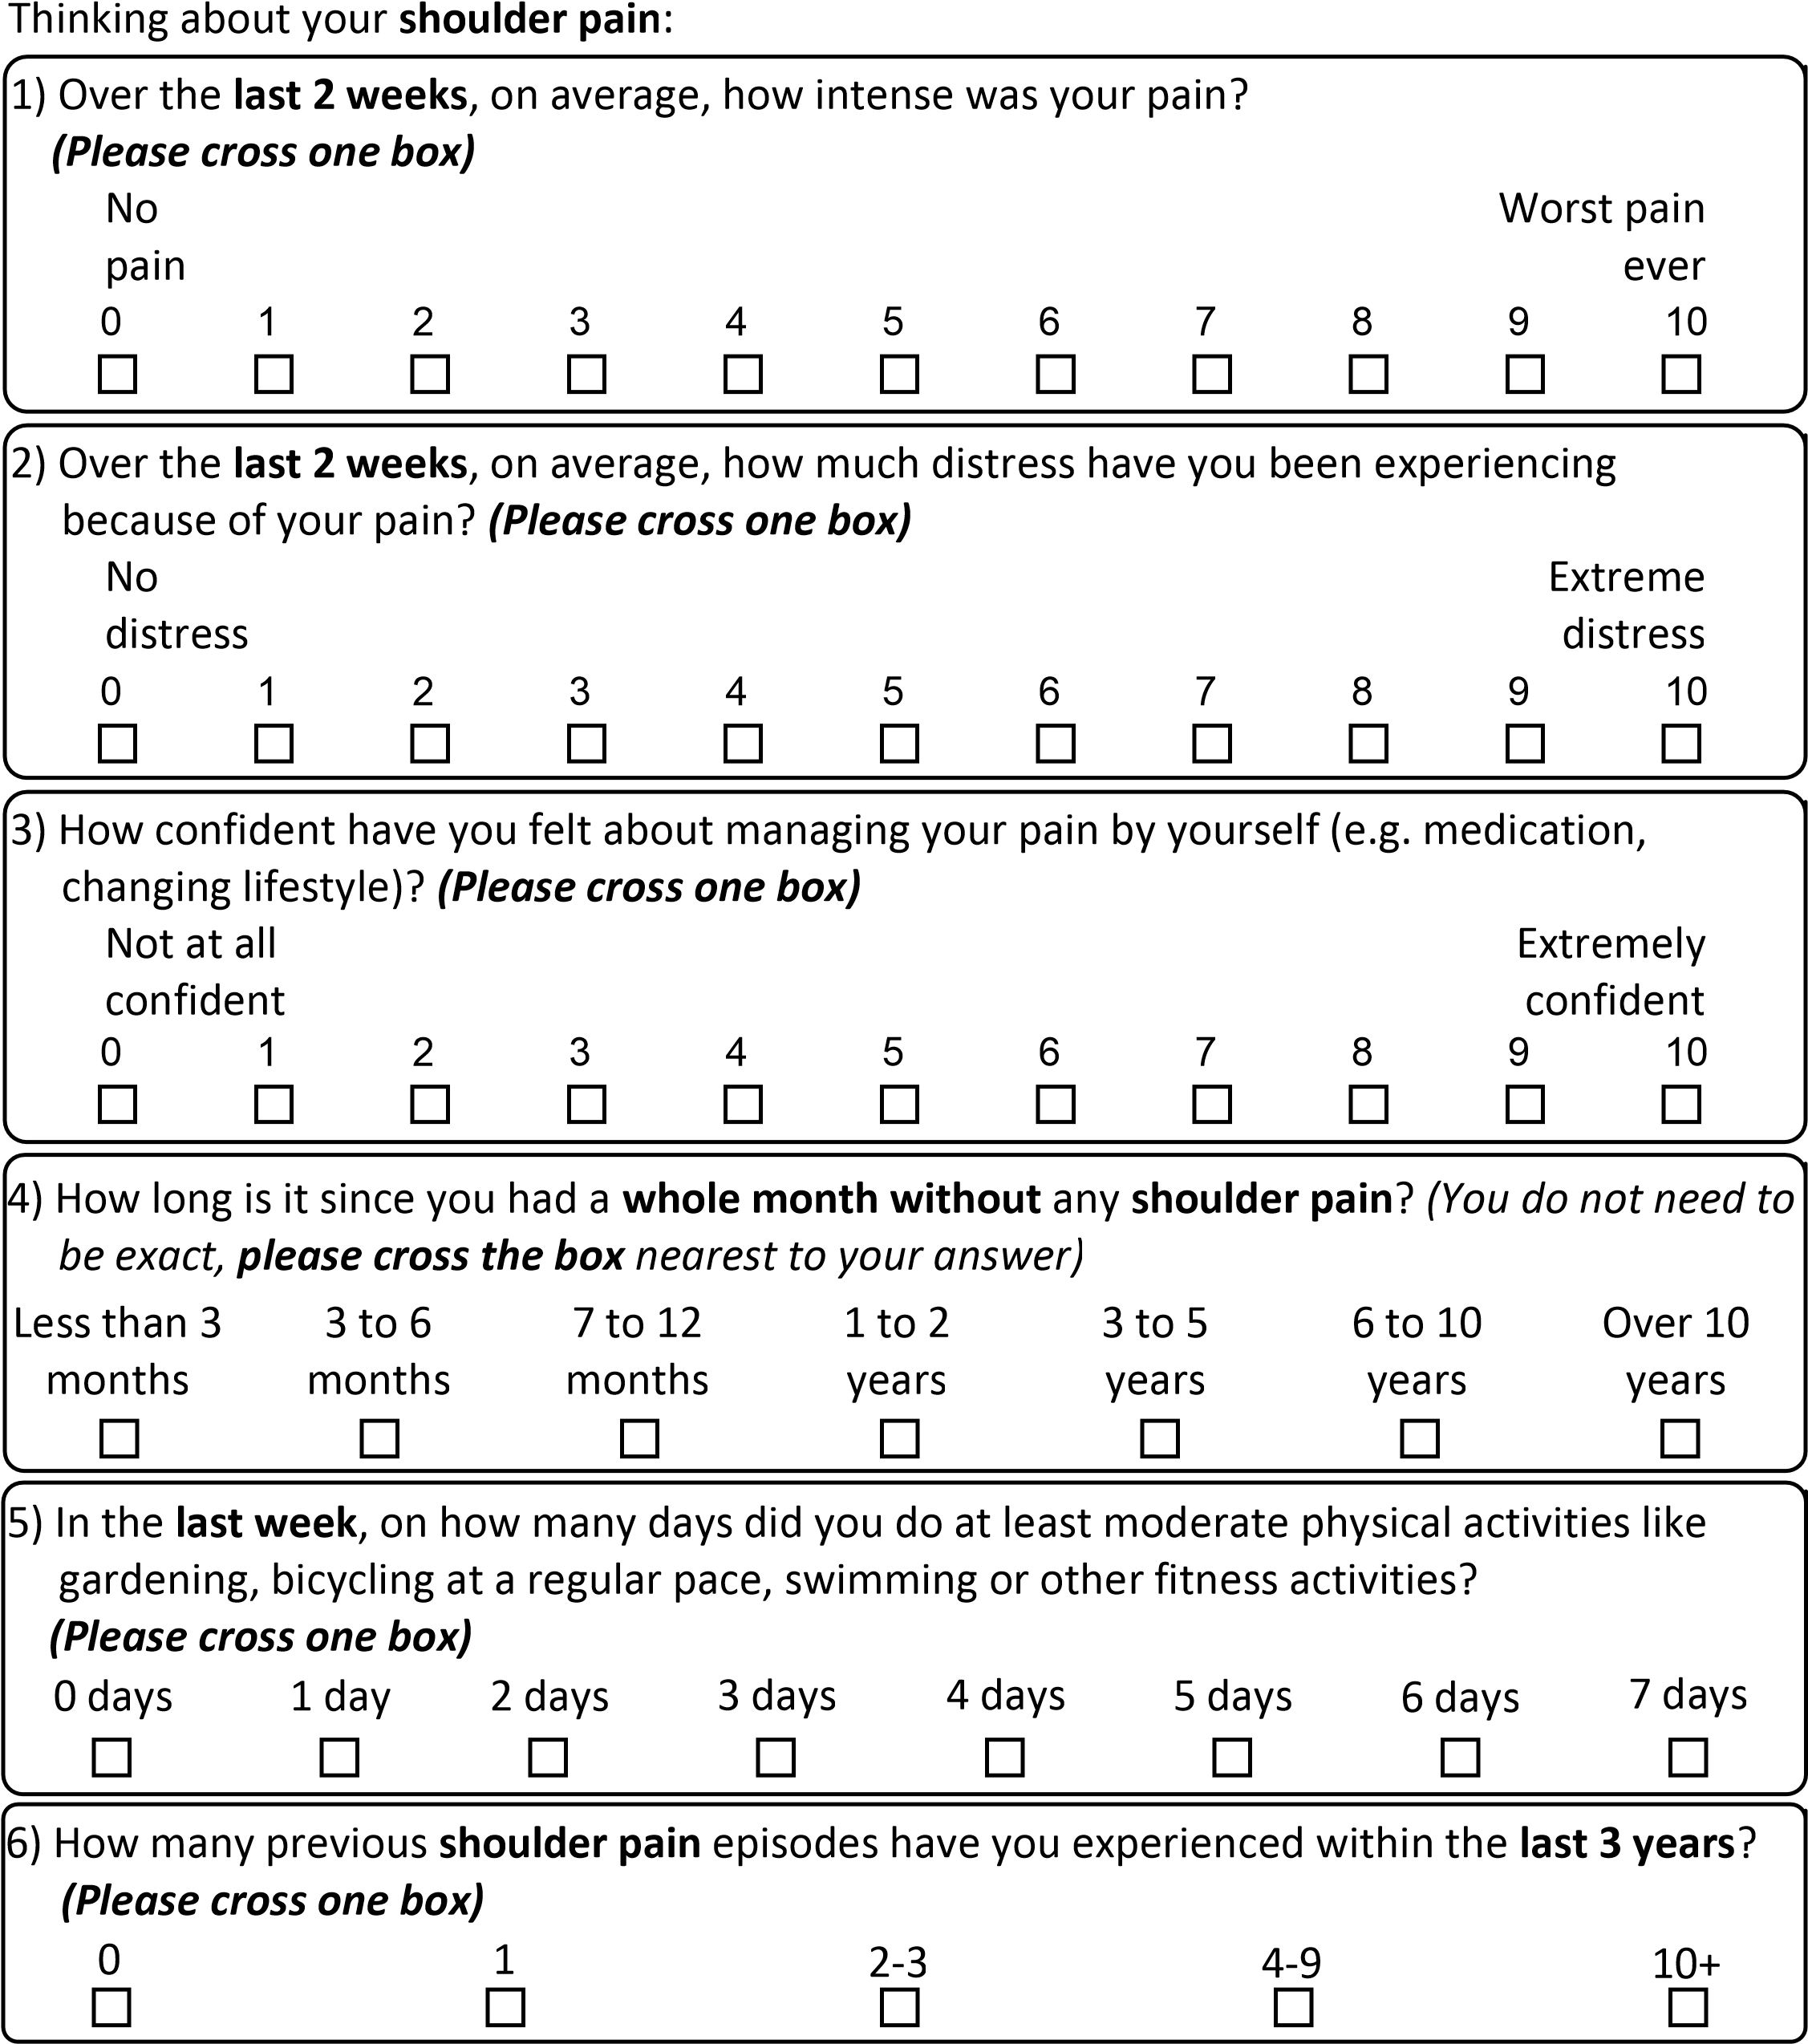 Thinking about your shoulder pain:
1) Over the last 2 weeks, on average, how intense was your pain?
(Please cross one box)
No Worst pain
pain ever
0 1 2 3 4 5 6 7 8 9 10
2) Over the last 2 weeks, on average, how much distress have you been experiencing
because of your pain? (Please cross one box)
No Extreme
distress distress
0 1 2 3 4 5 6 7 8 9 10
3) How confident have you felt about managing your pain by yourself (e.g. medication,
changing lifestyle)? (Please cross one box)
Not at all Extremely
confident confident
0 1 2 3 4 5 6 7 8 9 10
4) How long is it since you had a whole month without any shoulder pain? (You do not need to
be exact, please cross the box nearest to your answer)
Less than 3 3 to 6 7 to 12 1 to 2 3 to 5 6 to 10 Over 10
months months months years years years years
5) In the last week, on how many days did you do at least moderate physical activities like
gardening, bicycling at a regular pace, swimming or other fitness activities?
(Please cross one box)
0 days 1 day 2 days 3 days 4 days 5 days 6 days 7 days
6) How many previous shoulder pain episodes have you experienced within the last 3 years?
(Please cross one box)
0 1 2-3 4-9 10+